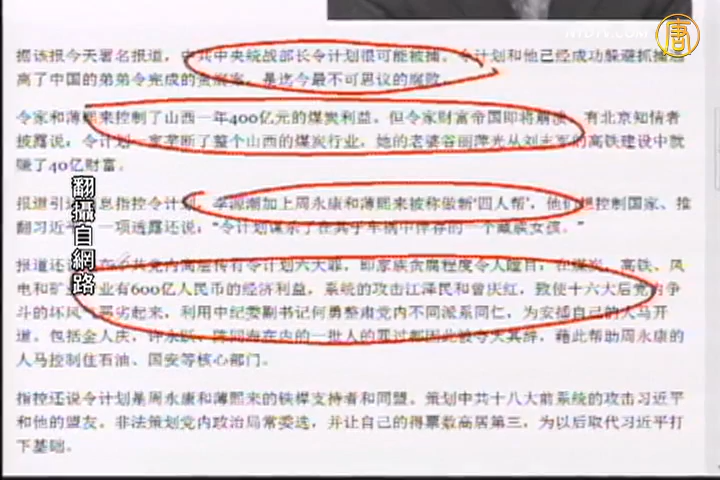 NTDTV.COM
唐
据该报今天署名报道，中共中央统战部长令计划很可能被捕。令计划和他已经成功躲避抓捕
离了中国的弟弟令完成的贪腐案，是迄今最不可思议的腐败。
令家和薄熙来控制了山西一年400亿元的煤炭利益。但令家财富帝国即将崩溃。有北京知情者
披露说：令计划一家垄断了整个山西的煤炭行业，她的老婆谷丽萍光从刘志军的高铁建设中就
赚了40亿财富。
报道引 息指控令计划，李源潮加上周永康和薄熙来被称做新‘四人帮’，他们想控制国家、推
翻习近平 一项透露还说：“令计划谋杀了在其子车祸中幸存的一个藏族女孩。”
报道还说 在中共党内高层传有令计划六大罪，即家族贪腐程度令人瞠目，在煤炭、高铁、风
电和矿 业有600亿人民币的经济利益，系统的攻击江泽民和曾庆红，致使十六大后党内争
斗的坏风气恶劣起来，利用中纪委副书记何勇整肃党内不同派系同仁，为安插自己的人马开
道。包括金人庆，许永跃，陈同海在内的一批人的罪过都因此被夸大其辞，藉此帮助周永康的
人马控制住石油、国安等核心部门。
指控还说令计划是周永康和薄熙来的铁桿支持者和同盟。策划中共十八大前系统的攻击习近平
和他的盟友。非法策划党内政治局常委选，并让自己的得票数高居第三，为以后取代习近平打
下基础。
翻攝自網路